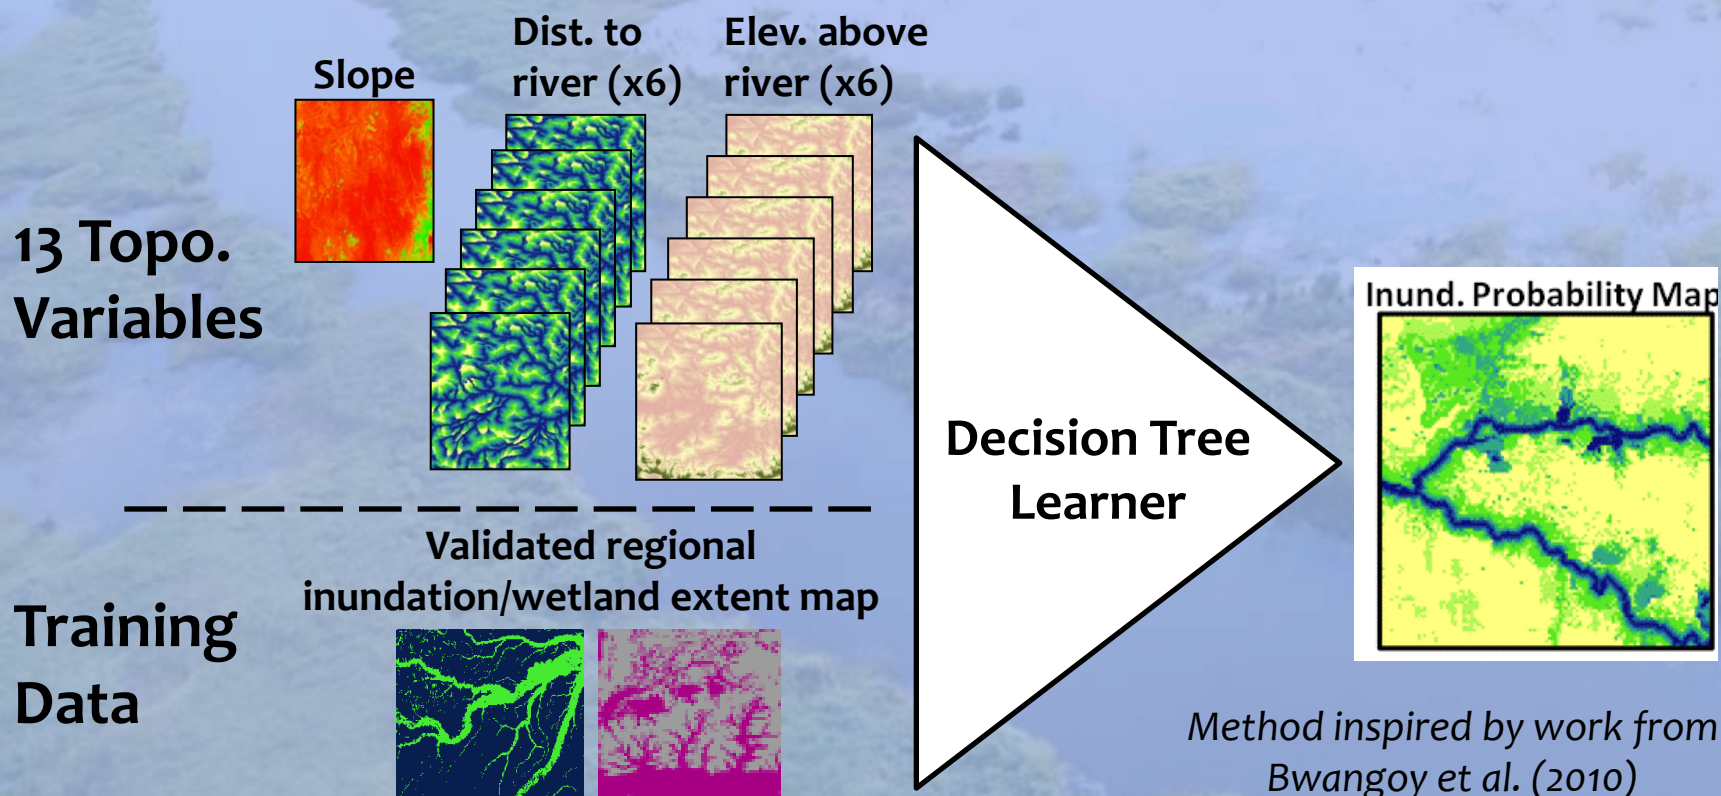 Slope
Dist. to
river (x6)
Elev. above
river (x6)
13 Topo.
Variables
Decision Tree
Learner
Inund. Probability Map
Validated regional
inundation/wetland extent map
Training
Data
Method inspired by work from
Bwangoy et al. (2010)